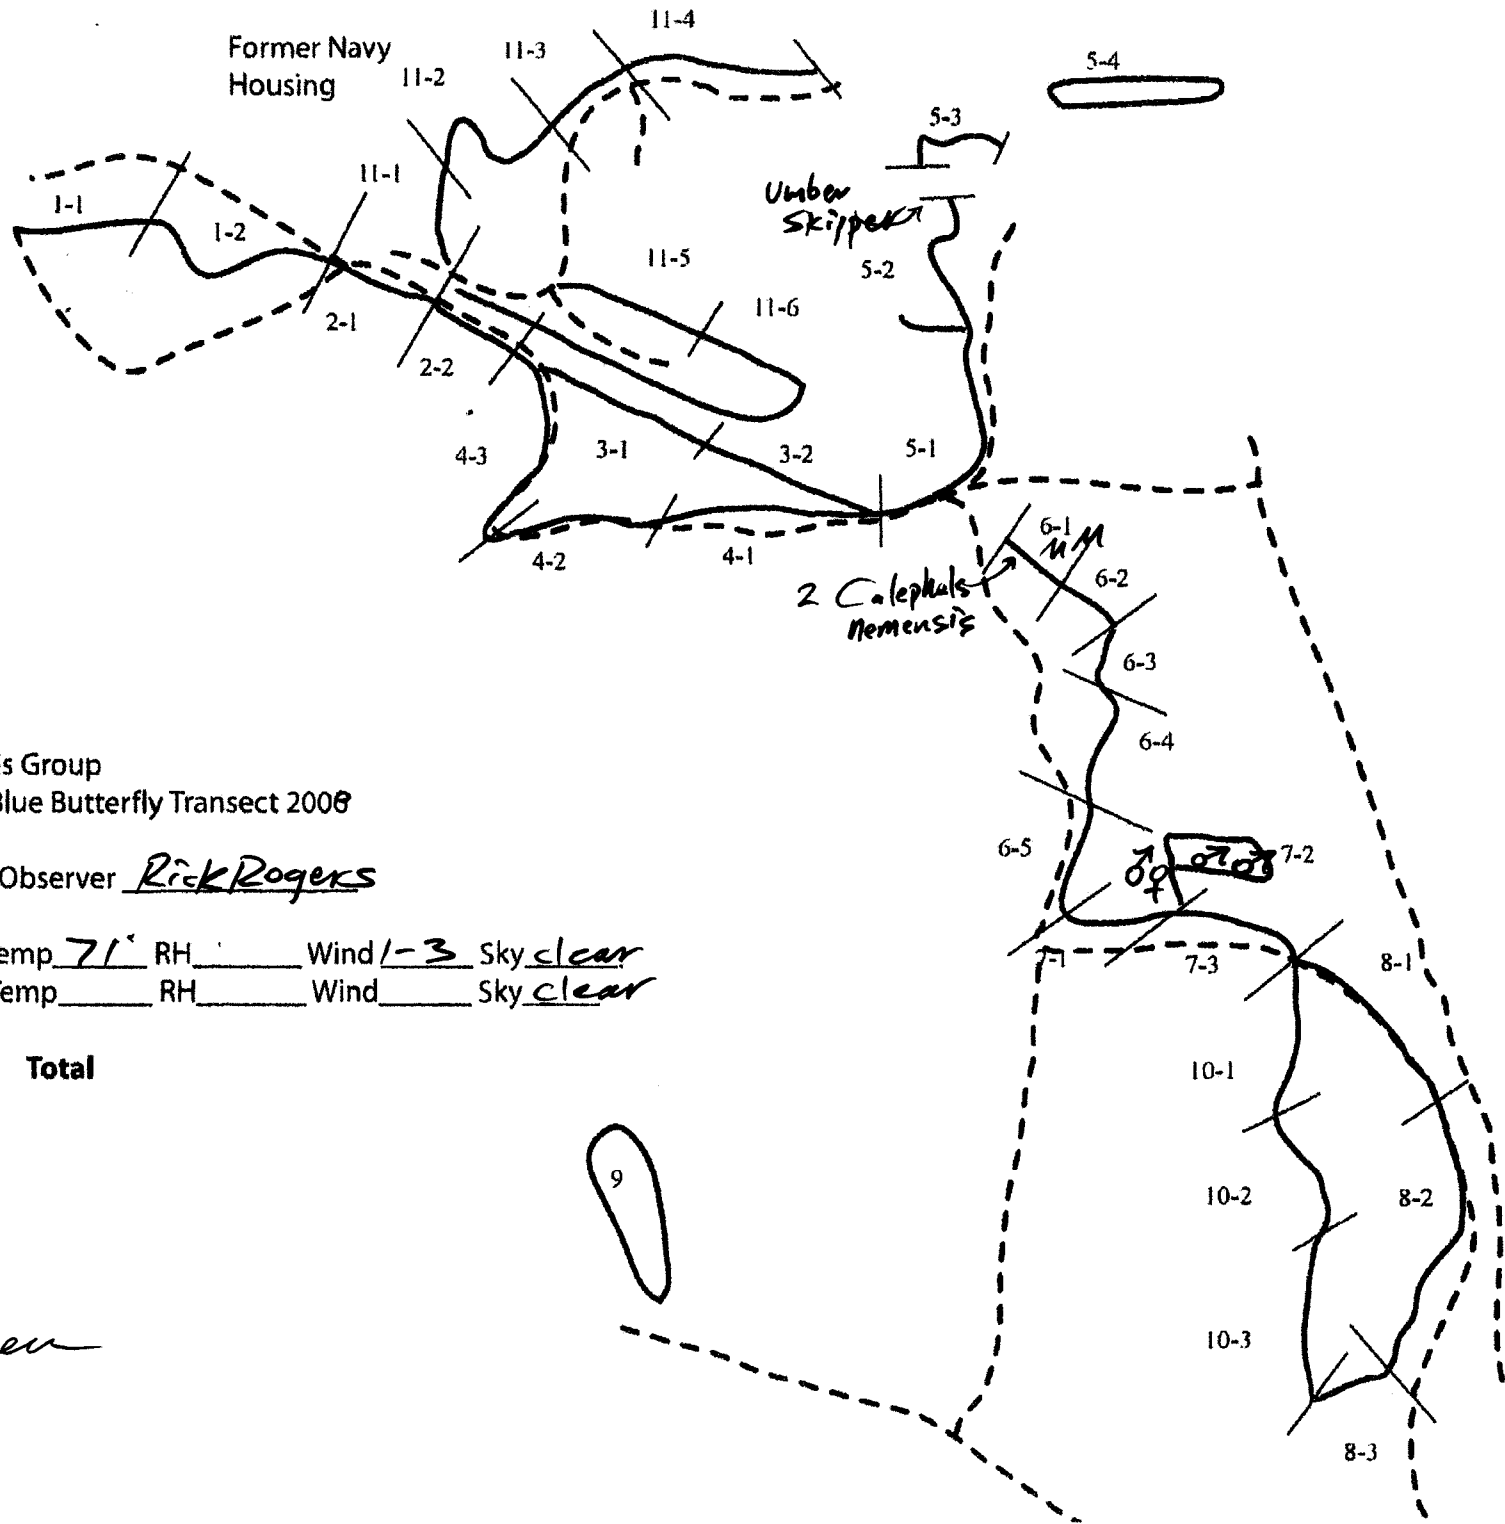 11-4
Former Navy
Housing
11-3
11-2
5-4
5-3
1-1
11-1
Umber
Skipper
1-2
11-5
5-2
11-6
2-1
2-2
4-3
3-1
3-2
5-1
6-1
4-2
4-1
6-2
2 Calephals
nemensis
6-3
6-4
s Group
Blue Butterfly Transect 2008
6-5
♂♀ ♂ ♂
7-2
Observer Rick Rogers
emp 71° RH Wind 1-3 Sky clear
Temp RH Wind Sky clear
7-1
7-3
8-1
Total
10-1
9
10-2
8-2
10-3
8-3